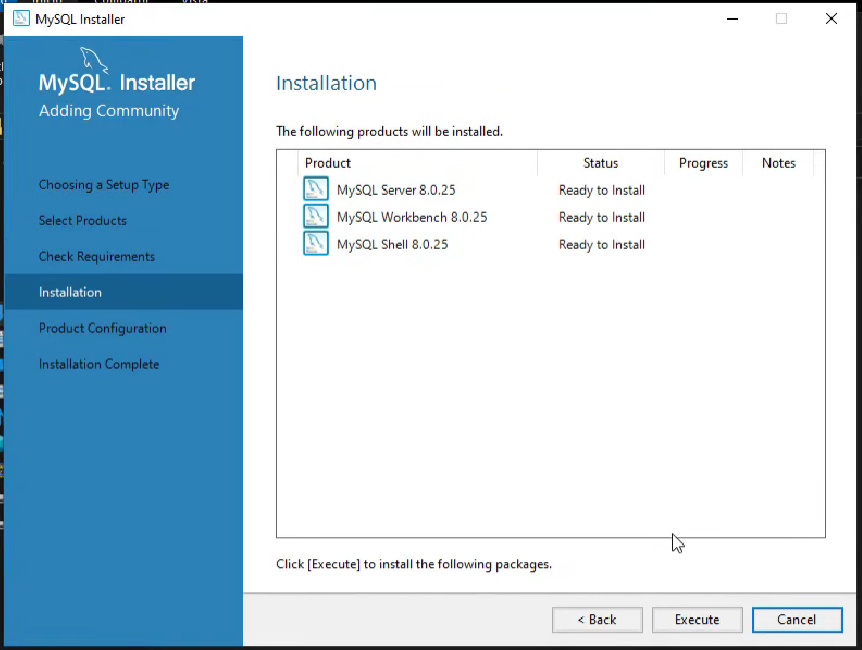 MySQL Installer
MySQL. Installer
Adding Community
Choosing a Setup Type
Select Products
Check Requirements
Installation
Product Configuration
Installation Complete
Installation
The following products will be installed.
Product Status Progress Notes
MySQL Server 8.0.25 Ready to Install
MySQL Workbench 8.0.25 Ready to Install
MySQL Shell 8.0.25 Ready to Install
Click [Execute] to install the following packages.
< Back Execute Cancel